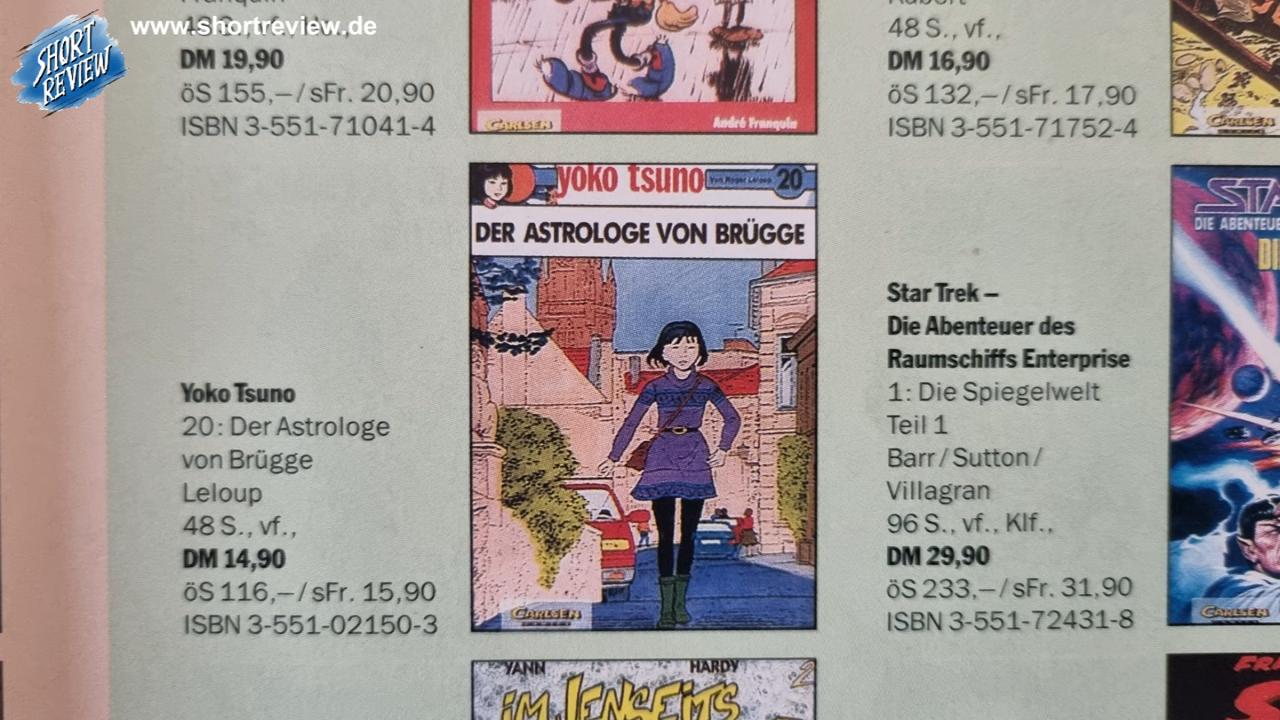 SHORT
REVIEW
www.shortreview.de
DM 19,90
öS 155,–/ sFr. 20,90
ISBN 3-551-71041-4
CARLSEN
André Franquin
48 S., vf.,
DM 16,90
öS 132,–/ sFr. 17,90
ISBN 3-551-71752-4
CARLSEN
Yoko Tsuno
20: Der Astrologe
von Brügge
Leloup
48 S., vf.,
DM 14,90
öS 116,–/ sFr. 15,90
ISBN 3-551-02150-3
yoko tsuno
Von Roger Leloup
20
DER ASTROLOGE VON BRÜGGE
CARLSEN
Star Trek –
Die Abenteuer des
Raumschiffs Enterprise
1: Die Spiegelwelt
Teil 1
Barr / Sutton /
Villagran
96 S., vf., Klf.,
DM 29,90
öS 233,–/ sFr. 31,90
ISBN 3-551-72431-8
STA
DIE ABENTEUE
DI
CARLSEN
YANN
HARDY
iM JENSEiTS
2
FR